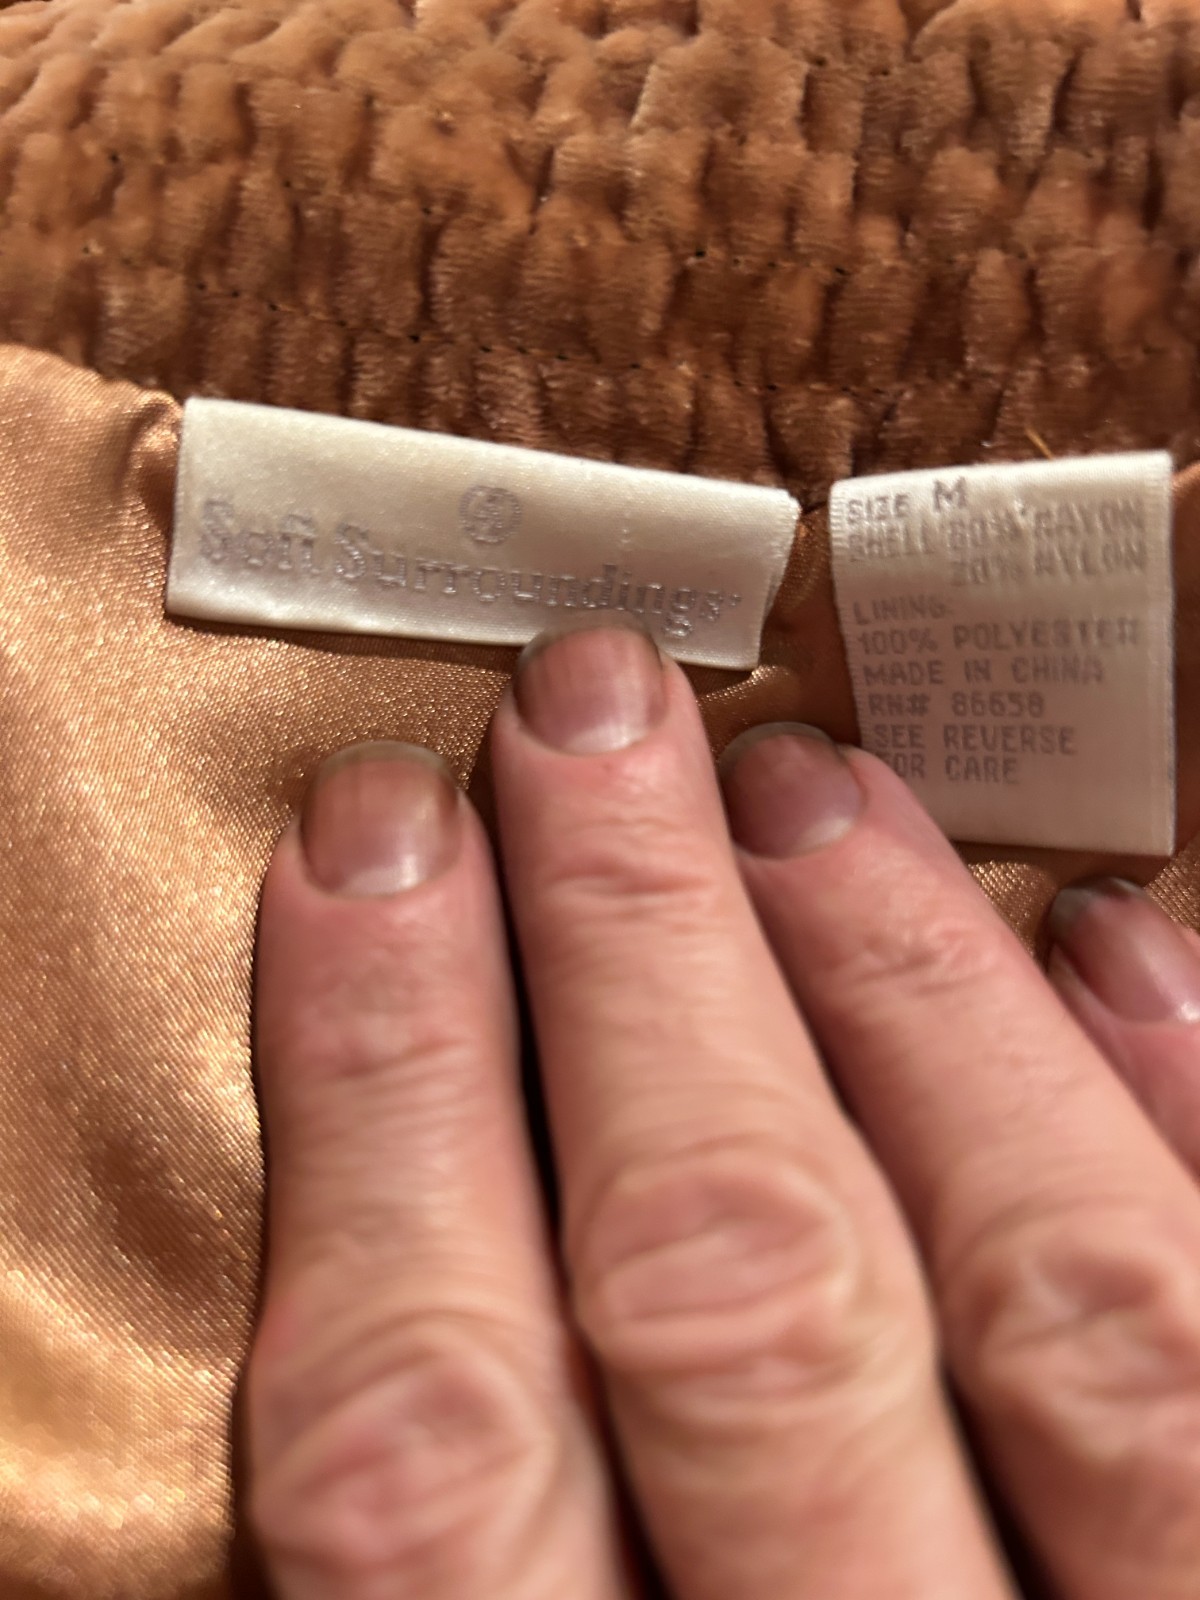 Soft Surroundings
SIZE M
SHELL 80% RAYON
20% NYLON
LINING:
100% POLYESTER
MADE IN CHINA
RN# 86658
SEE REVERSE
FOR CARE